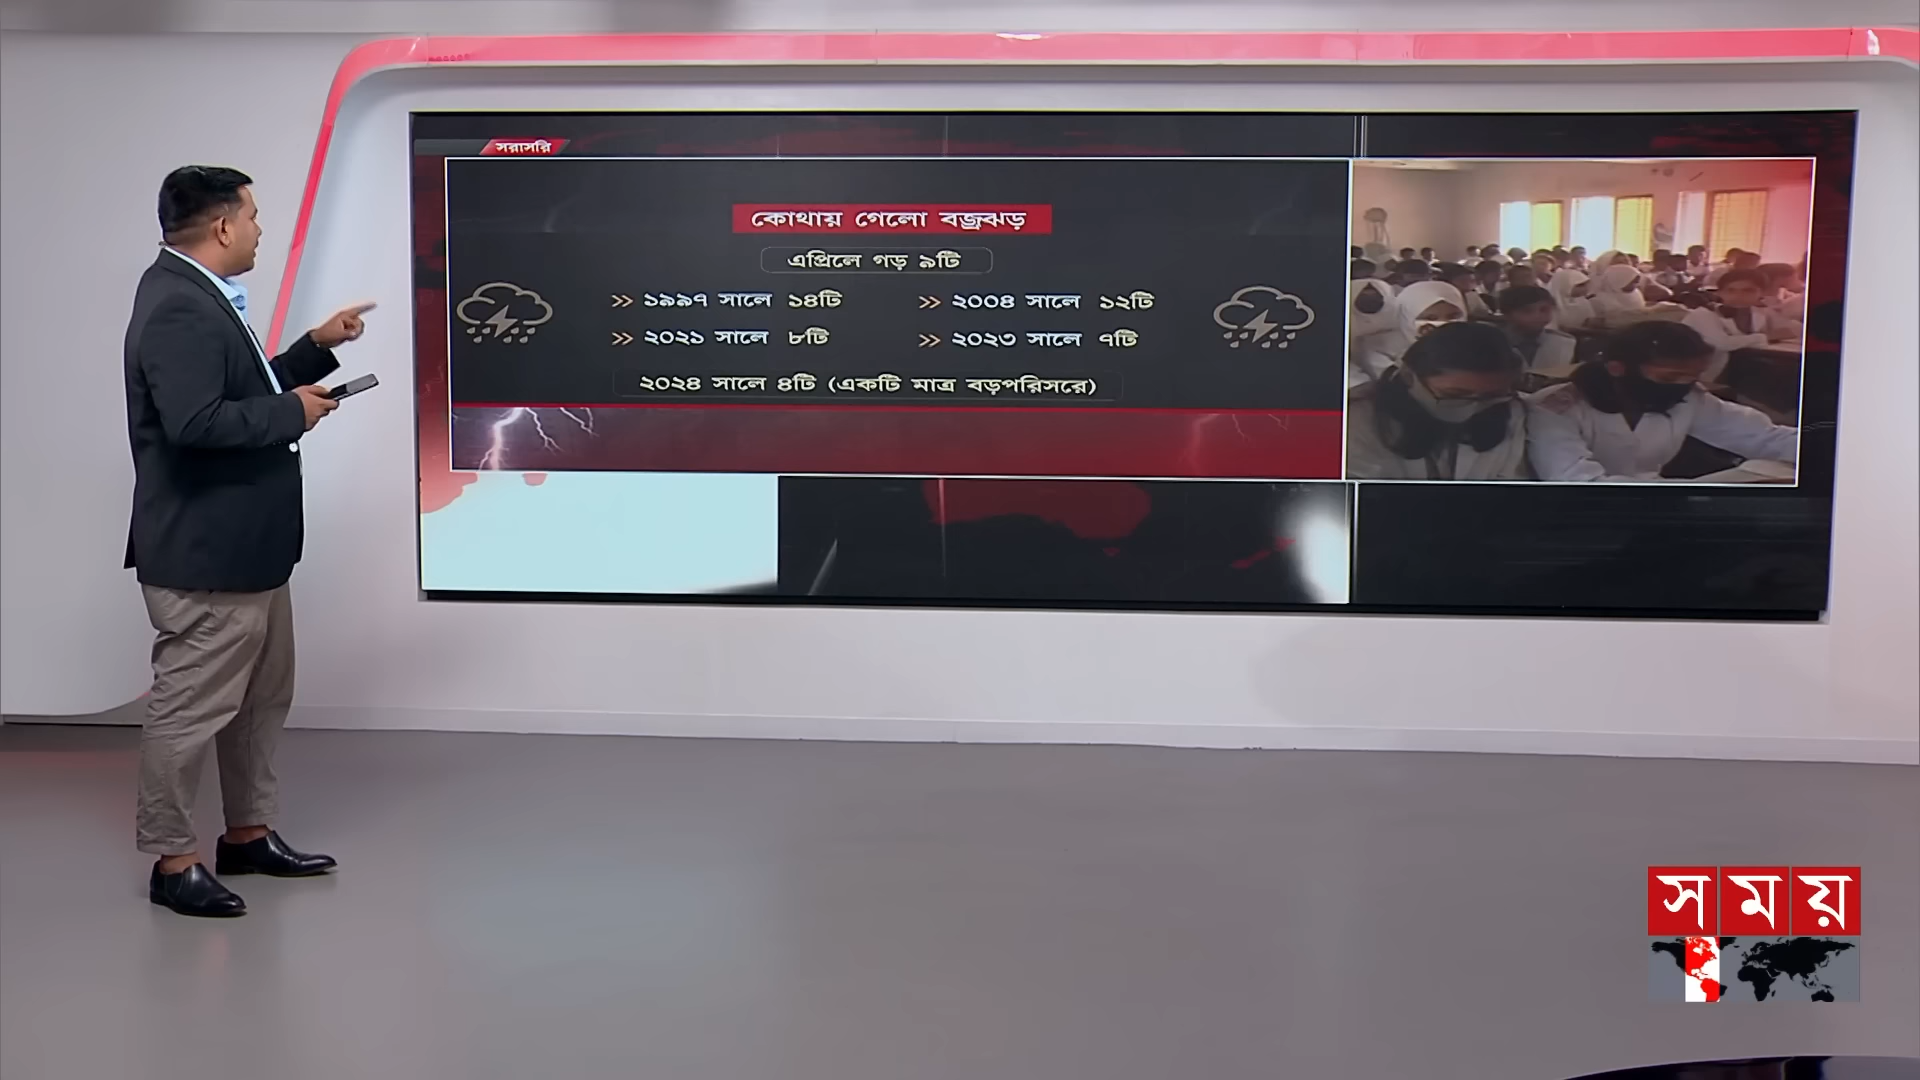 সরাসরি
কোথায় গেলো বজ্রঝড়
এপ্রিলে গড় ৯টি
>> ১৯৯৭ সালে ১৪টি >> ২০০৪ সালে ১২টি
>> ২০২১ সালে ৮টি >> ২০২৩ সালে ৭টি
২০২৪ সালে ৪টি (একটি মাত্র বড়পরিসরে)
সময়